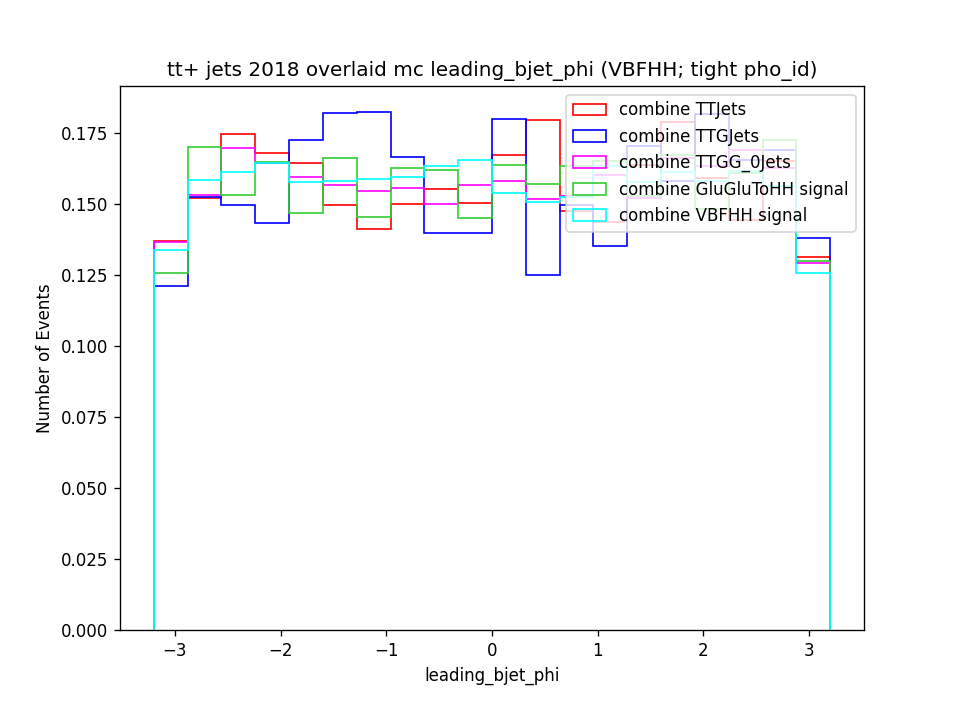 tt+ jets 2018 overlaid mc leading_bjet_phi (VBFHH; tight pho_id)
combine TTJets
combine TTGJets
combine TTGG_0Jets
combine GluGluToHH signal
combine VBFHH signal
0.175
0.150
0.125
0.100
0.075
0.050
0.025
0.000
Number of Events
−3
−2
−1
0
1
2
3
leading_bjet_phi